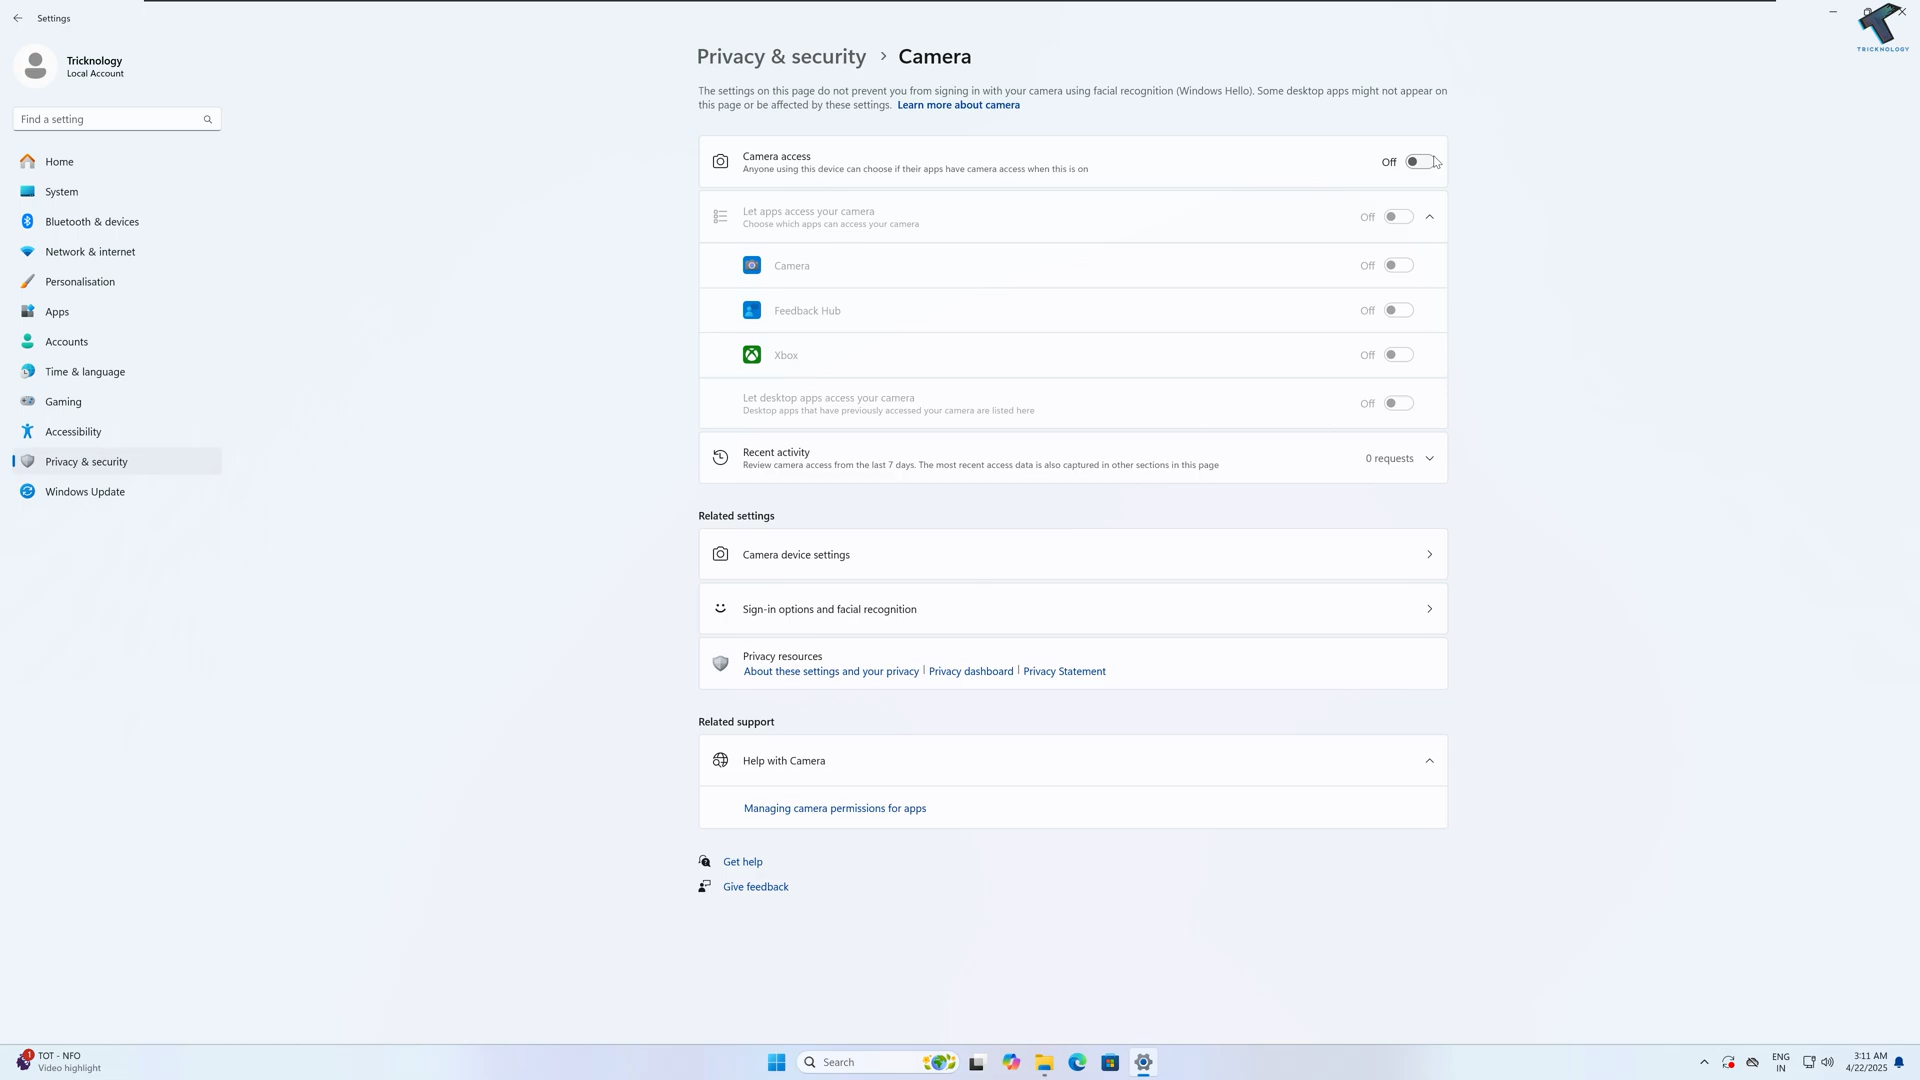 Settings
TRICKNOLOGY
Tricknology
Local Account
Find a setting
Home
System
Bluetooth & devices
Network & internet
Personalisation
Apps
Accounts
Time & language
Gaming
Accessibility
Privacy & security
Windows Update
Privacy & security > Camera
The settings on this page do not prevent you from signing in with your camera using facial recognition (Windows Hello). Some desktop apps might not appear on
this page or be affected by these settings. Learn more about camera
Camera access
Anyone using this device can choose if their apps have camera access when this is on
Off
Let apps access your camera
Choose which apps can access your camera
Off
Camera Off
Feedback Hub Off
Xbox Off
Let desktop apps access your camera
Desktop apps that have previously accessed your camera are listed here
Off
Recent activity
Review camera access from the last 7 days. The most recent access data is also captured in other sections in this page
0 requests
Related settings
Camera device settings
Sign-in options and facial recognition
Privacy resources
About these settings and your privacy | Privacy dashboard | Privacy Statement
Related support
Help with Camera
Managing camera permissions for apps
Get help
Give feedback
1
TOT - NFO
Video highlight
Search
ENG
IN
3:11 AM
4/22/2025